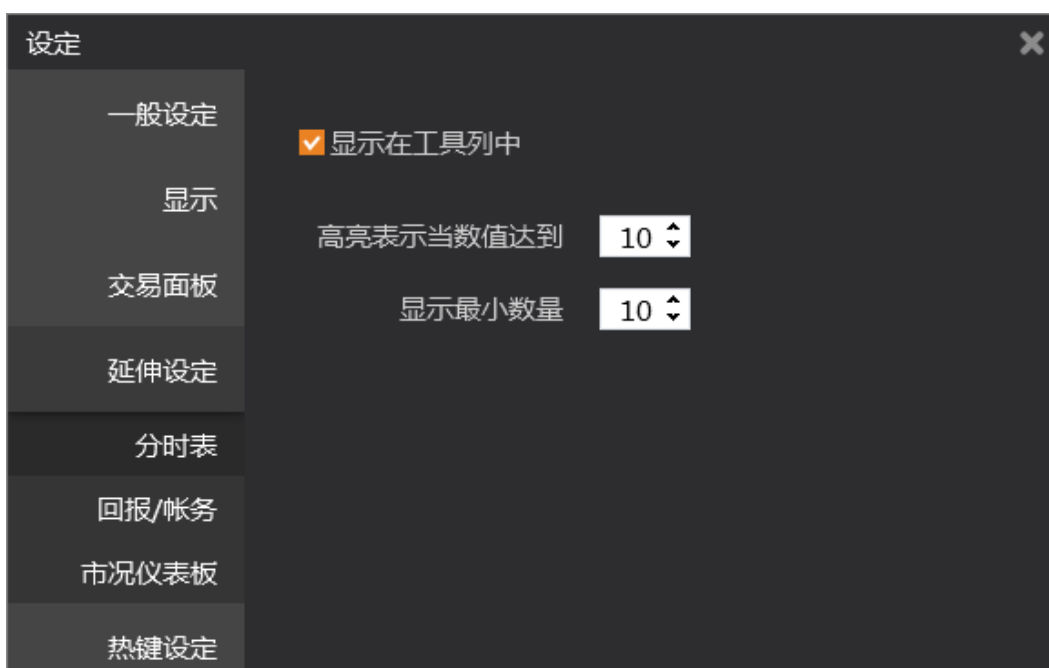 设定
一般设定
显示
交易面板
延伸设定
分时表
回报/帐务
市况仪表板
热键设定
显示在工具列中
高亮表示当数值达到 10
显示最小数量 10